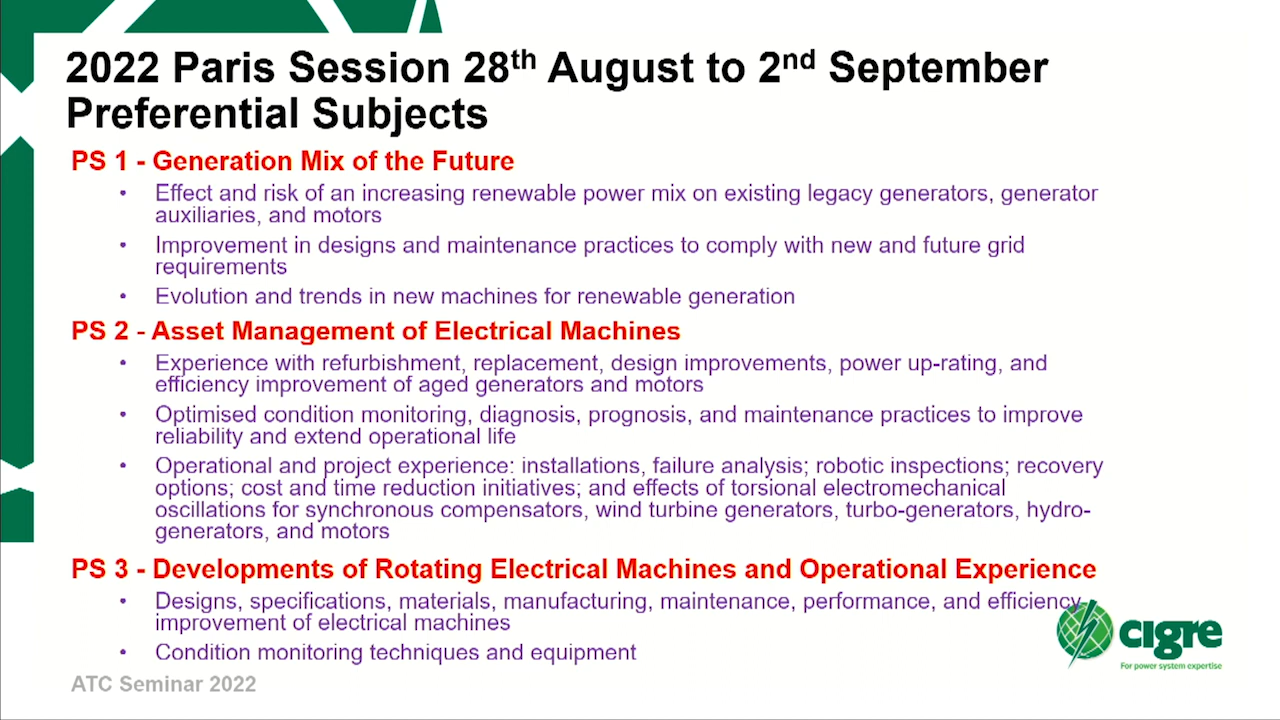 2022 Paris Session 28th August to 2nd September
Preferential Subjects
PS 1 - Generation Mix of the Future
• Effect and risk of an increasing renewable power mix on existing legacy generators, generator
auxiliaries, and motors
• Improvement in designs and maintenance practices to comply with new and future grid
requirements
• Evolution and trends in new machines for renewable generation
PS 2 - Asset Management of Electrical Machines
• Experience with refurbishment, replacement, design improvements, power up-rating, and
efficiency improvement of aged generators and motors
• Optimised condition monitoring, diagnosis, prognosis, and maintenance practices to improve
reliability and extend operational life
• Operational and project experience: installations, failure analysis; robotic inspections; recovery
options; cost and time reduction initiatives; and effects of torsional electromechanical
oscillations for synchronous compensators, wind turbine generators, turbo-generators, hydro-
generators, and motors
PS 3 - Developments of Rotating Electrical Machines and Operational Experience
• Designs, specifications, materials, manufacturing, maintenance, performance, and efficiency
improvement of electrical machines
• Condition monitoring techniques and equipment
cigre
For power system expertise
ATC Seminar 2022